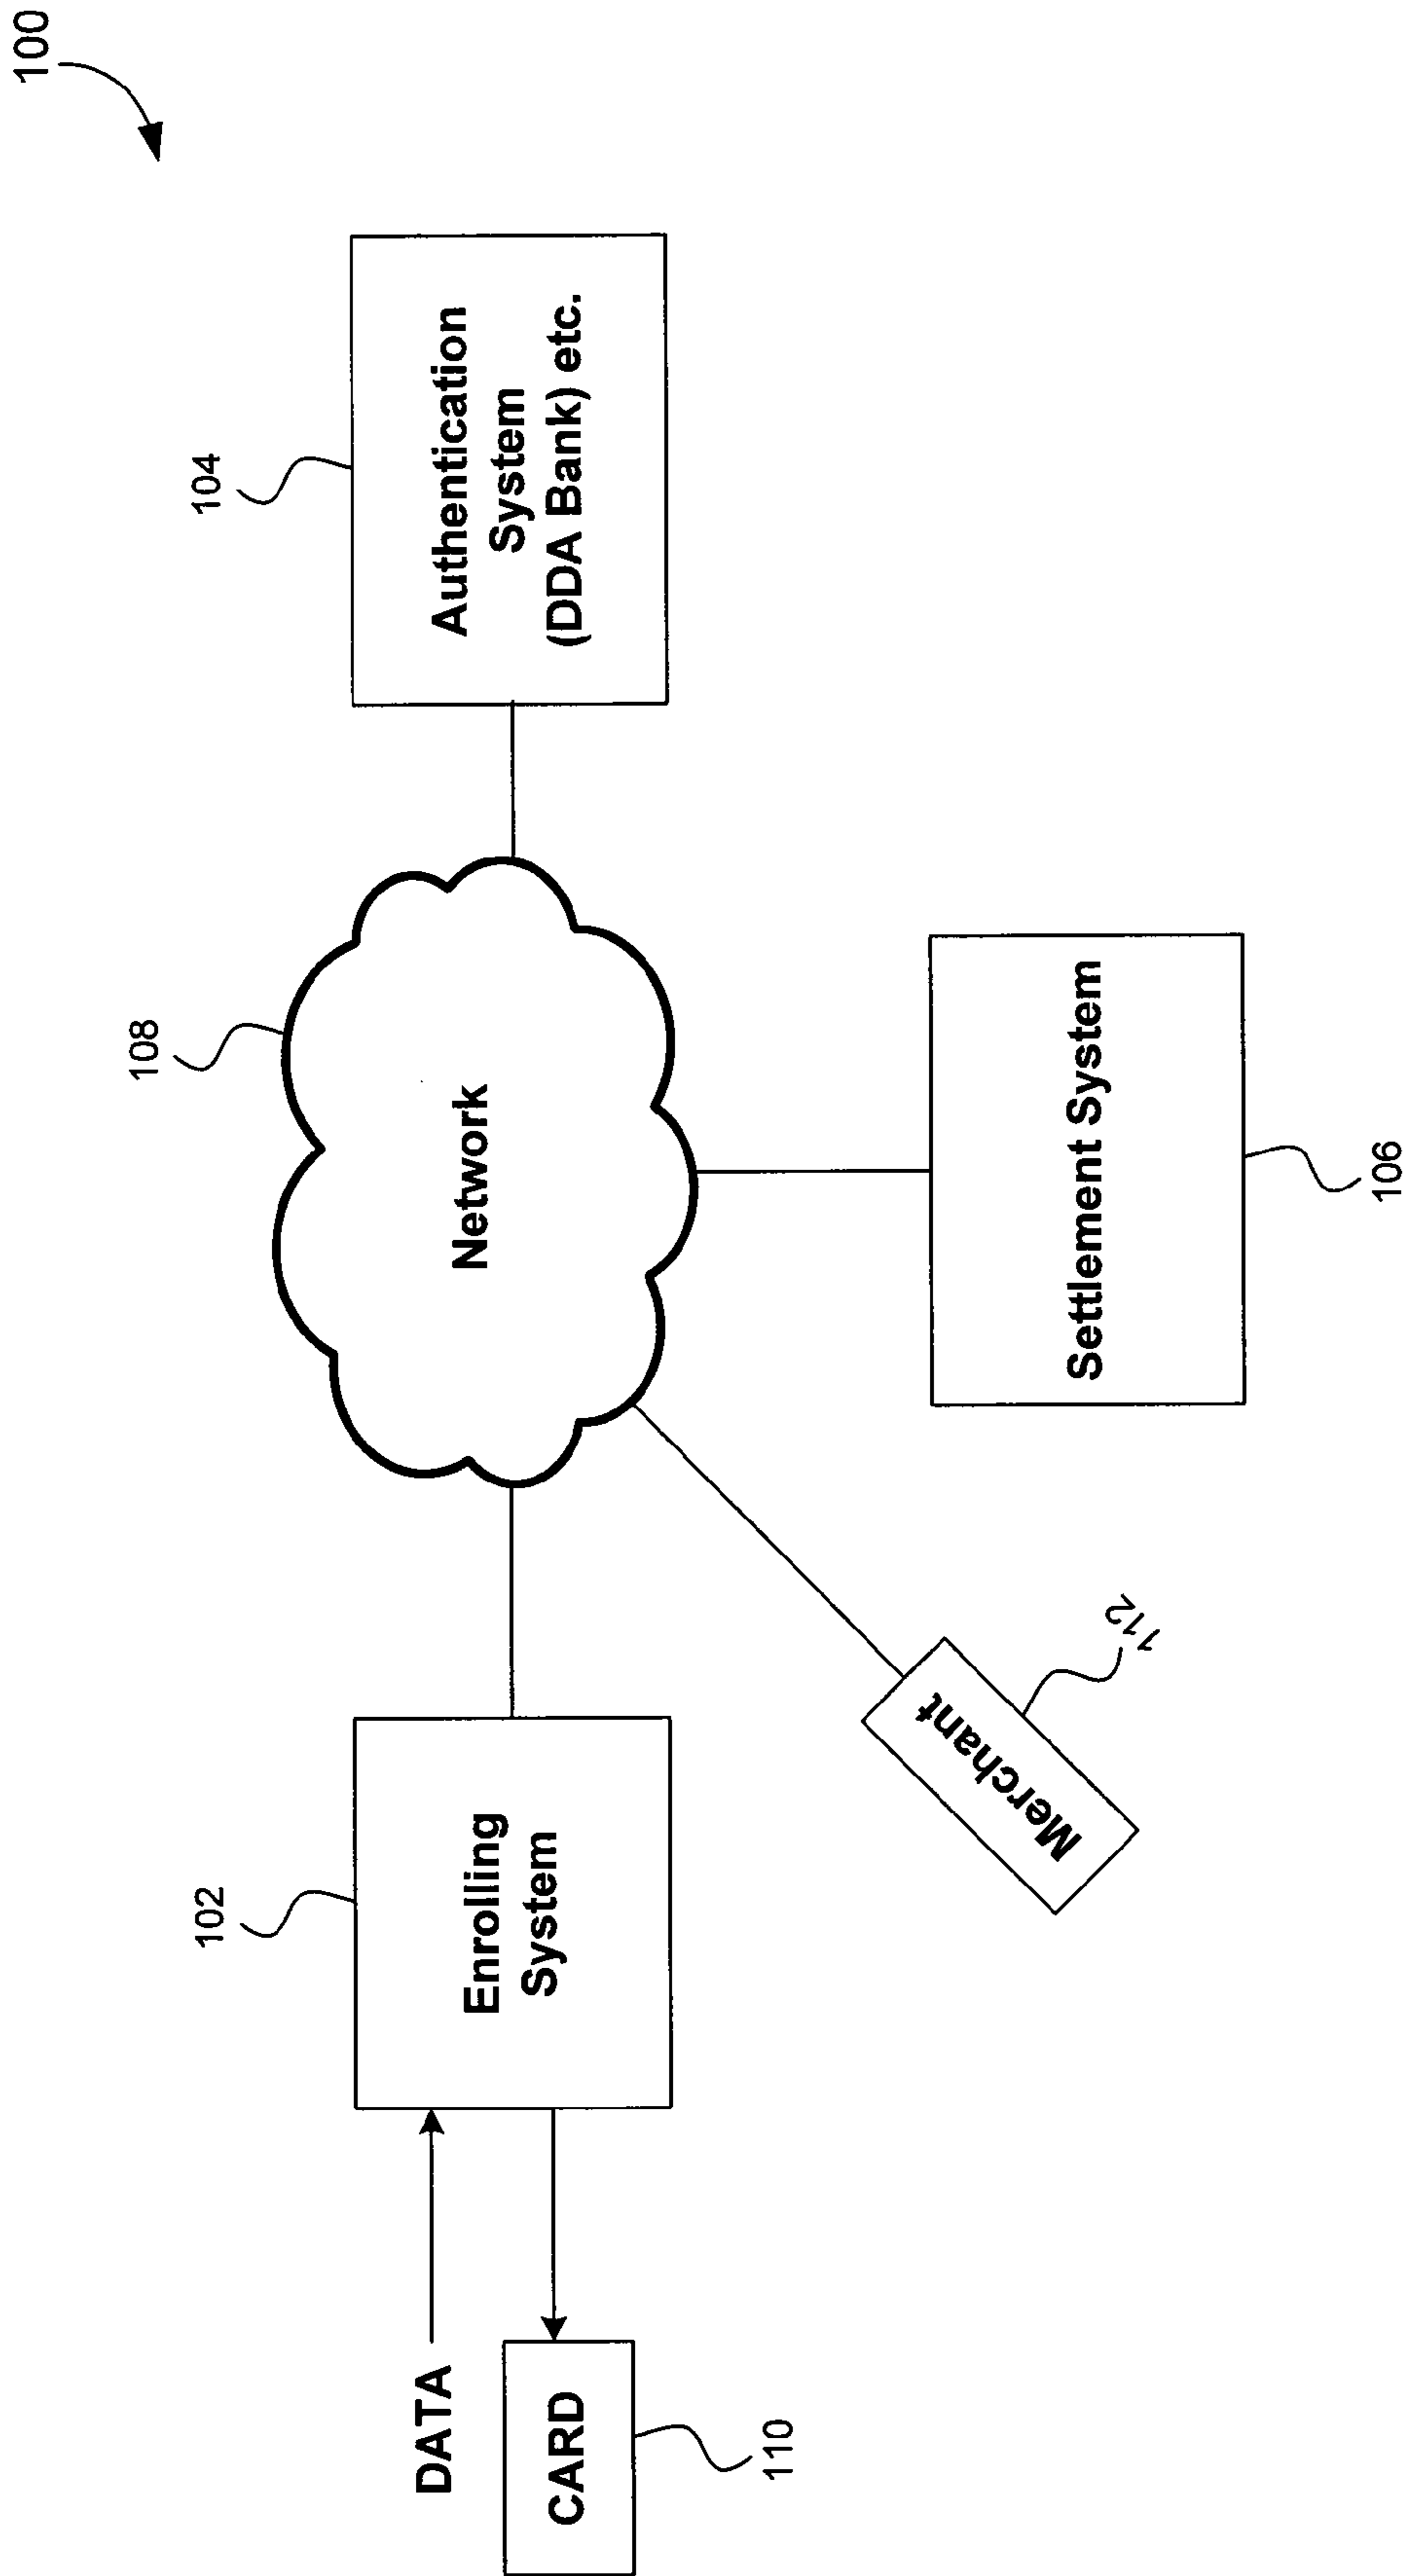 100
104
Authentication
System
(DDA Bank) etc.
108
Network
Settlement System
106
102
Enrolling
System
Merchant
112
DATA
CARD
110